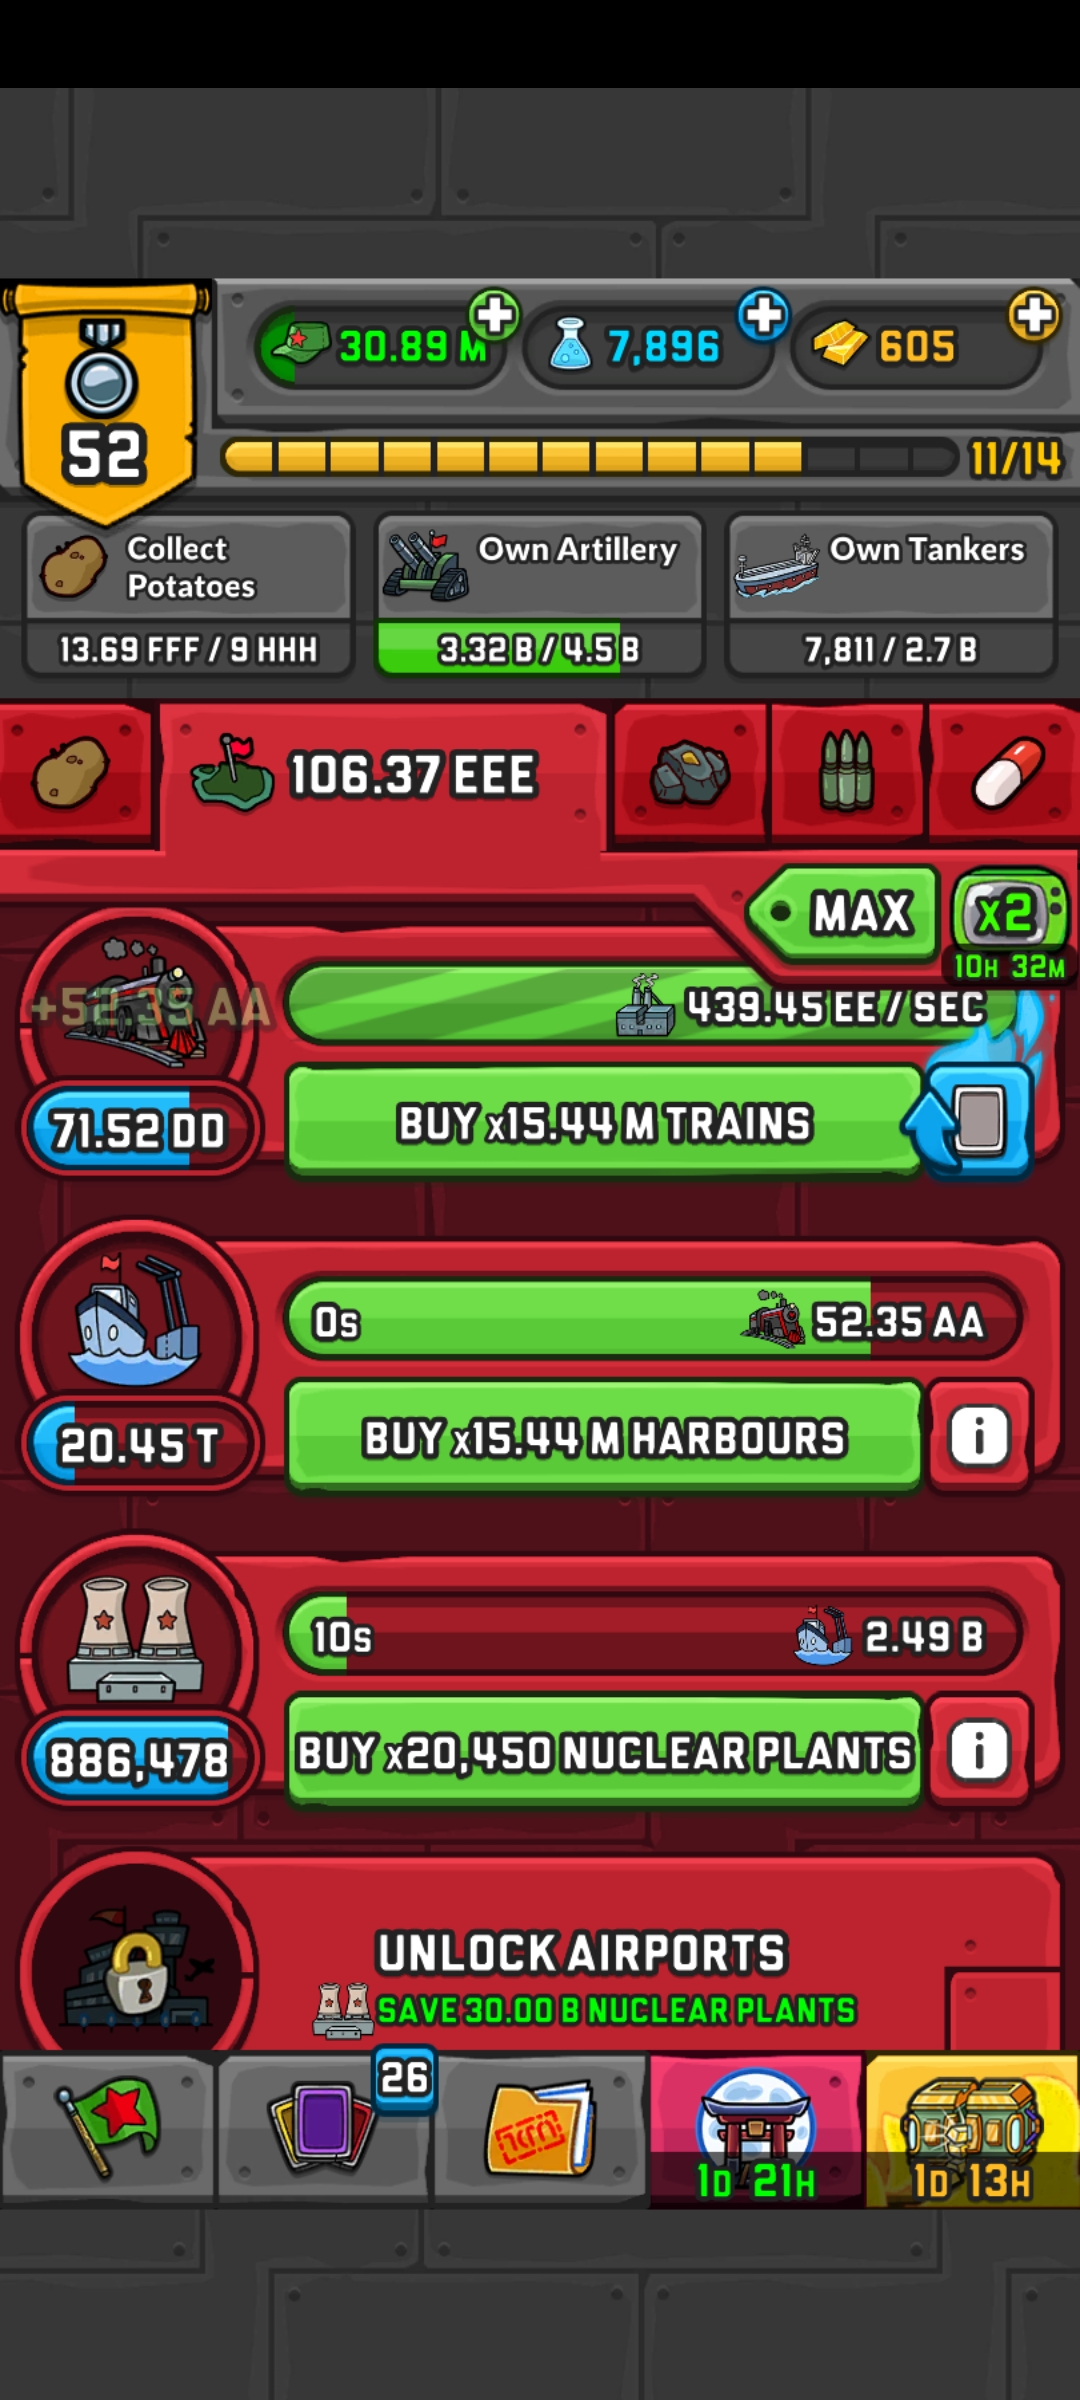 30.89 M
7,896
605
52
11/14
Collect
Potatoes
13.69 FFF / 9 HHH
Own Artillery
3.32 B / 4.5 B
Own Tankers
7,811 / 2.7 B
106.37 EEE
MAX
x2
10H 32M
+52.35 AA
439.45 EE / SEC
71.52 DD
BUY x15.44 M TRAINS
0s
52.35 AA
20.45 T
BUY x15.44 M HARBOURS
i
10s
2.49 B
886,478
BUY x20,450 NUCLEAR PLANTS
i
UNLOCK AIRPORTS
SAVE 30.00 B NUCLEAR PLANTS
26
1D 21H
1D 13H